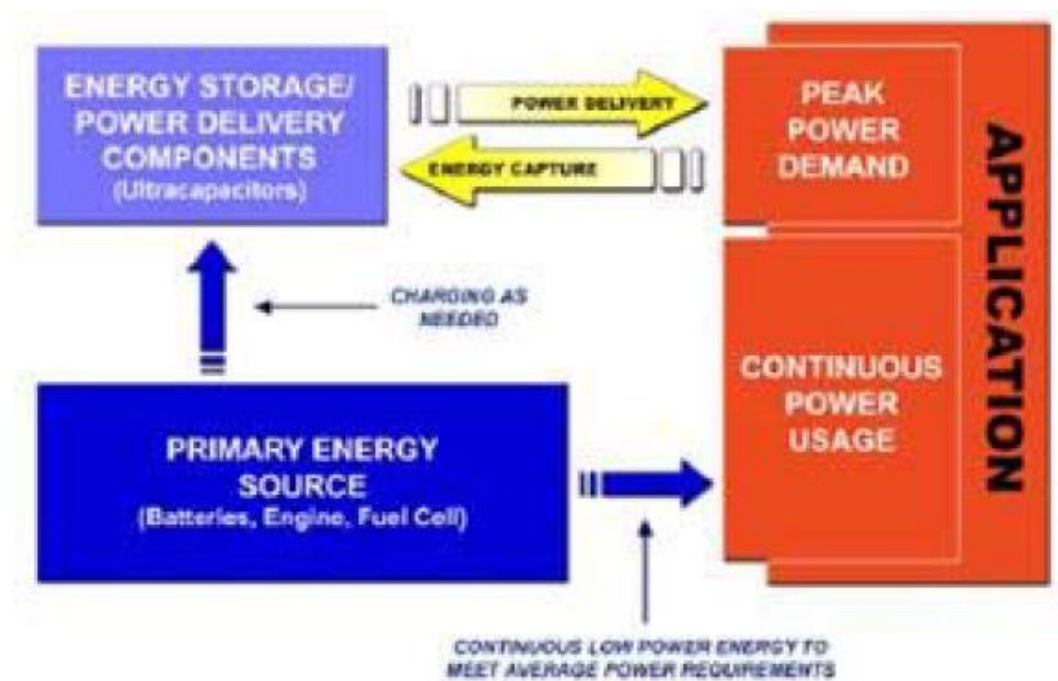 ENERGY STORAGE/
POWER DELIVERY
COMPONENTS
(Ultracapacitors)
POWER DELIVERY
ENERGY CAPTURE
PEAK
POWER
DEMAND
APPLICATION
CHARGING AS
NEEDED
CONTINUOUS
POWER
USAGE
PRIMARY ENERGY
SOURCE
(Batteries, Engine, Fuel Cell)
CONTINUOUS LOW POWER ENERGY TO
MEET AVERAGE POWER REQUIREMENTS